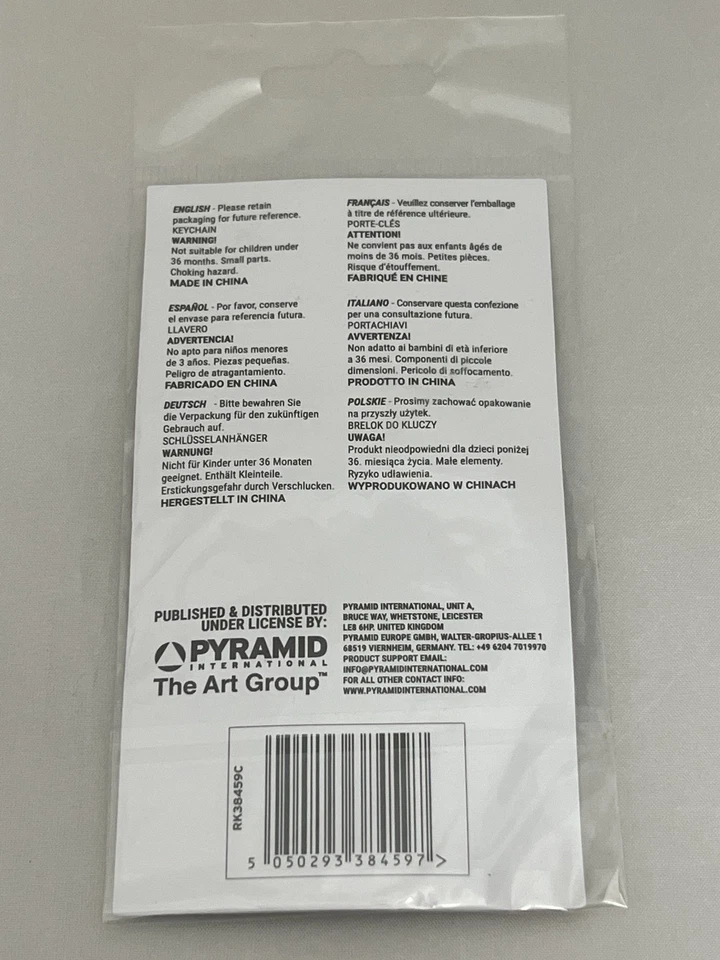 ENGLISH - Please retain
packaging for future reference.
KEYCHAIN
WARNING!
Not suitable for children under
36 months. Small parts.
Choking hazard.
MADE IN CHINA
FRANÇAIS - Veuillez conserver l'emballage
à titre de référence ultérieure.
PORTE-CLÉS
ATTENTION!
Ne convient pas aux enfants âgés de
moins de 36 mois. Petites pièces.
Risque d'étouffement.
FABRIQUÉ EN CHINE
ESPAÑOL - Por favor, conserve
el envase para referencia futura.
LLAVERO
ADVERTENCIA!
No apto para niños menores
de 3 años. Piezas pequeñas.
Peligro de atragantamiento.
FABRICADO EN CHINA
ITALIANO - Conservare questa confezione
per una consultazione futura.
PORTACHIAVI
AVVERTENZA!
Non adatto ai bambini di età inferiore
a 36 mesi. Componenti di piccole
dimensioni. Pericolo di soffocamento.
PRODOTTO IN CHINA
DEUTSCH - Bitte bewahren Sie
die Verpackung für den zukünftigen
Gebrauch auf.
SCHLÜSSELANHÄNGER
WARNUNG!
Nicht für Kinder unter 36 Monaten
geeignet. Enthält Kleinteile.
Erstickungsgefahr durch Verschlucken.
HERGESTELLT IN CHINA
POLSKIE - Prosimy zachować opakowanie
na przyszły użytek.
BRELOK DO KLUCZY
UWAGA!
Produkt nieodpowiedni dla dzieci poniżej
36. miesiąca życia. Małe elementy.
Ryzyko udławienia.
WYPRODUKOWANO W CHINACH
PUBLISHED & DISTRIBUTED
UNDER LICENSE BY:
PYRAMID
INTERNATIONAL
The Art Group™
PYRAMID INTERNATIONAL, UNIT A,
BRUCE WAY, WHETSTONE, LEICESTER
LE8 6HP. UNITED KINGDOM
PYRAMID EUROPE GMBH, WALTER-GROPIUS-ALLEE 1
68519 VIERNHEIM, GERMANY. TEL: +49 6204 7019970
PRODUCT SUPPORT EMAIL:
INFO@PYRAMIDINTERNATIONAL.COM
FOR ALL OTHER CONTACT INFO:
WWW.PYRAMIDINTERNATIONAL.COM
RK38459C
5 050293 384597 >